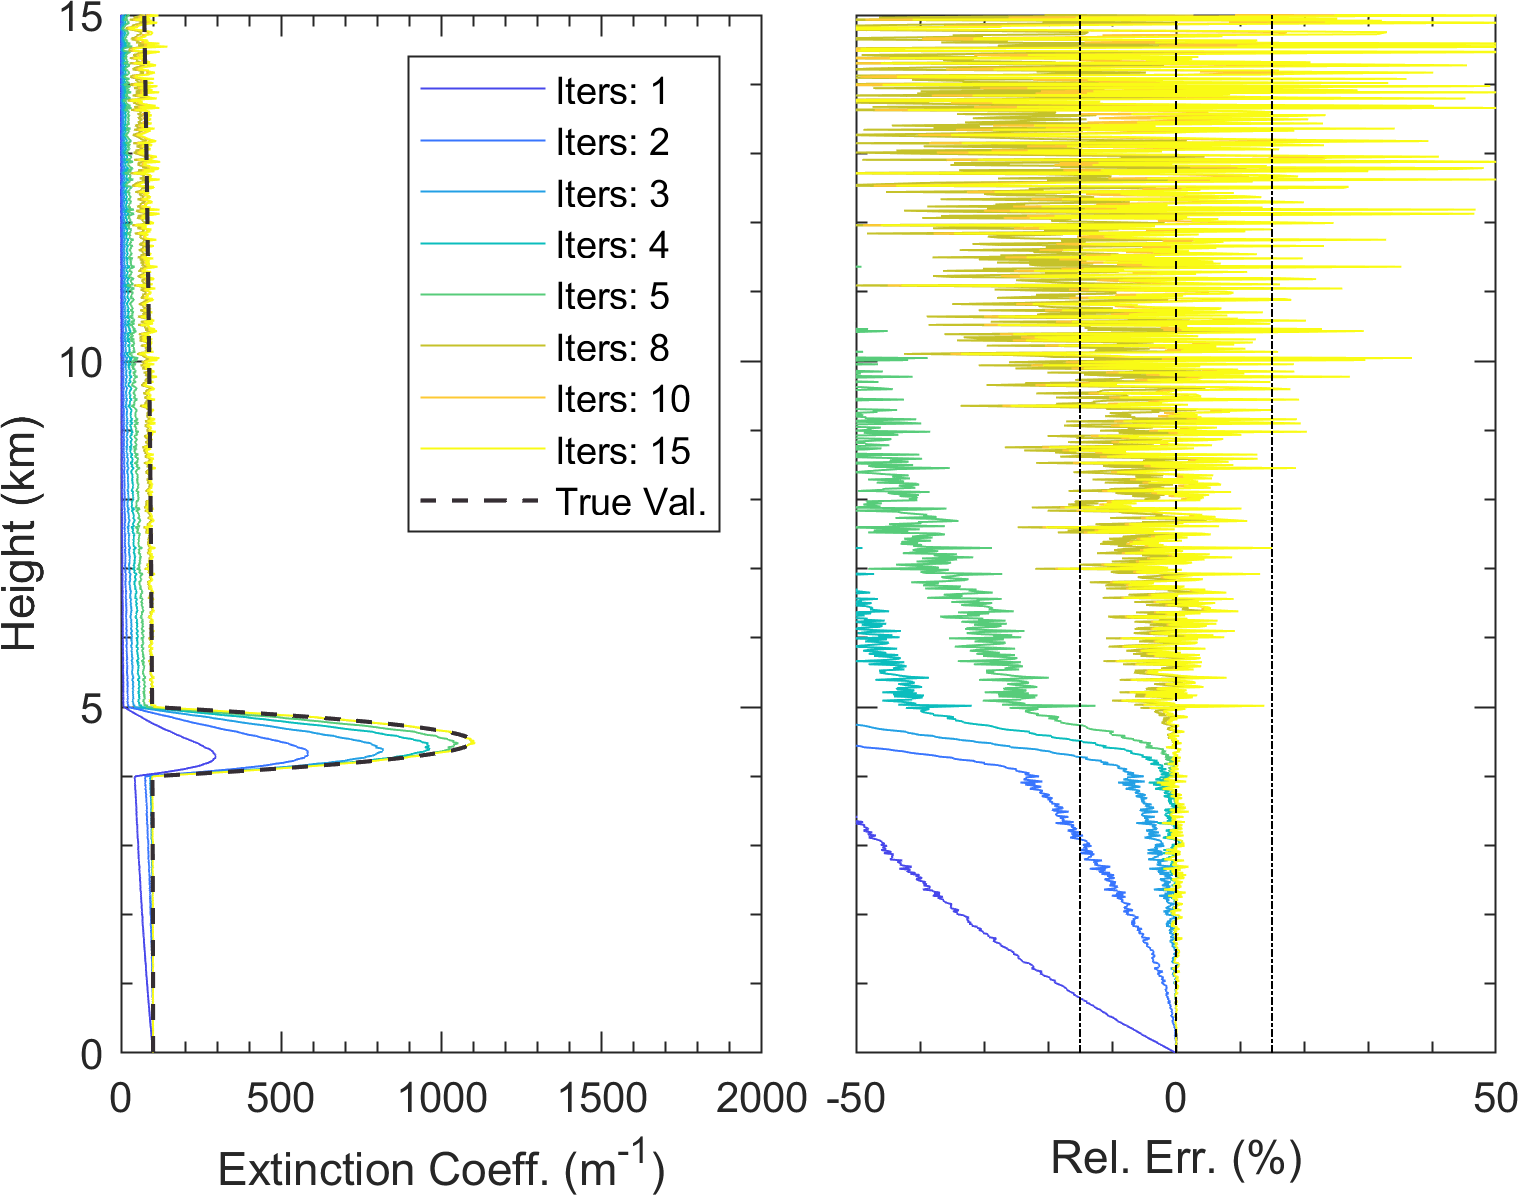 15
10
5
0
Height (km)
0 500 1000 1500 2000
Extinction Coeff. (m⁻¹)
Iters: 1
Iters: 2
Iters: 3
Iters: 4
Iters: 5
Iters: 8
Iters: 10
Iters: 15
True Val.
-50 0 50
Rel. Err. (%)